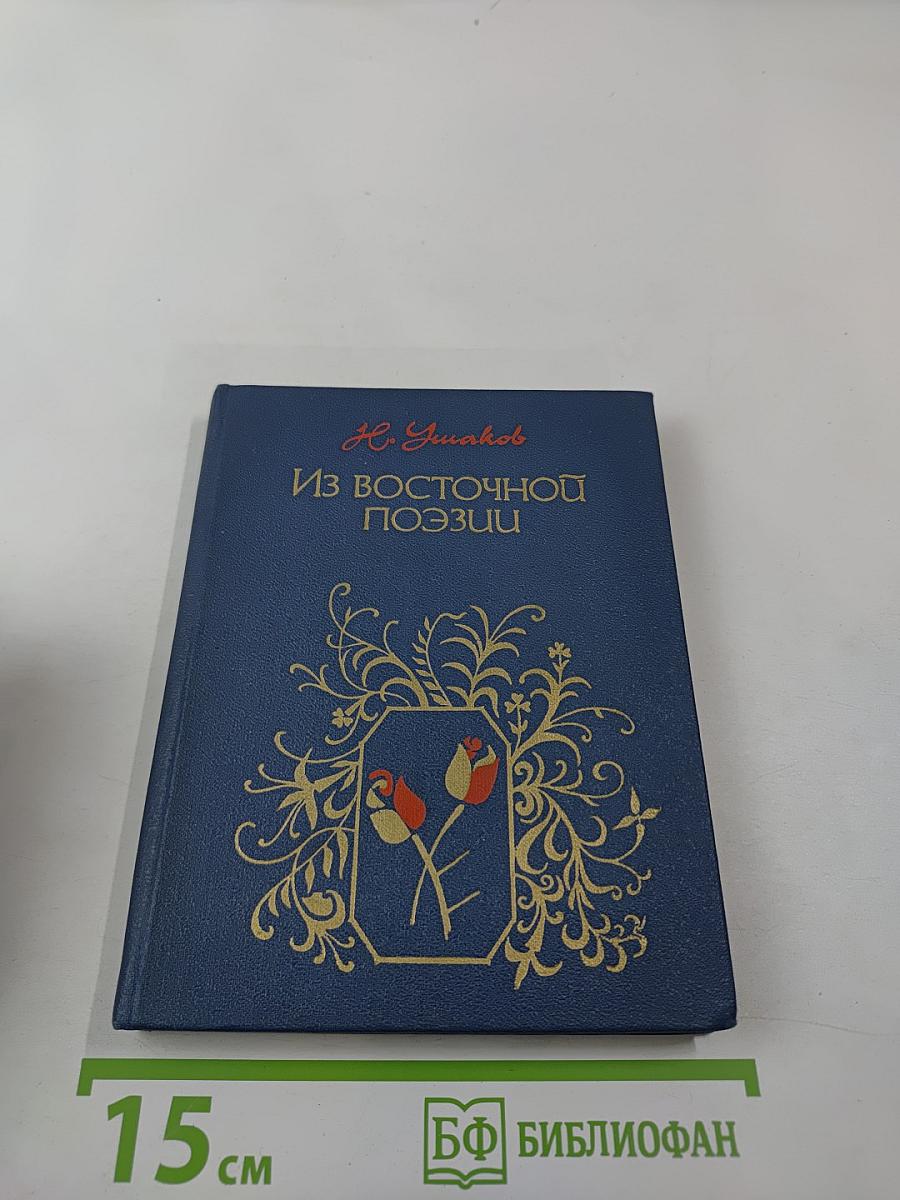 Н. Ушаков
Из восточной
поэзии
15 см
БФ БИБЛИОФАН